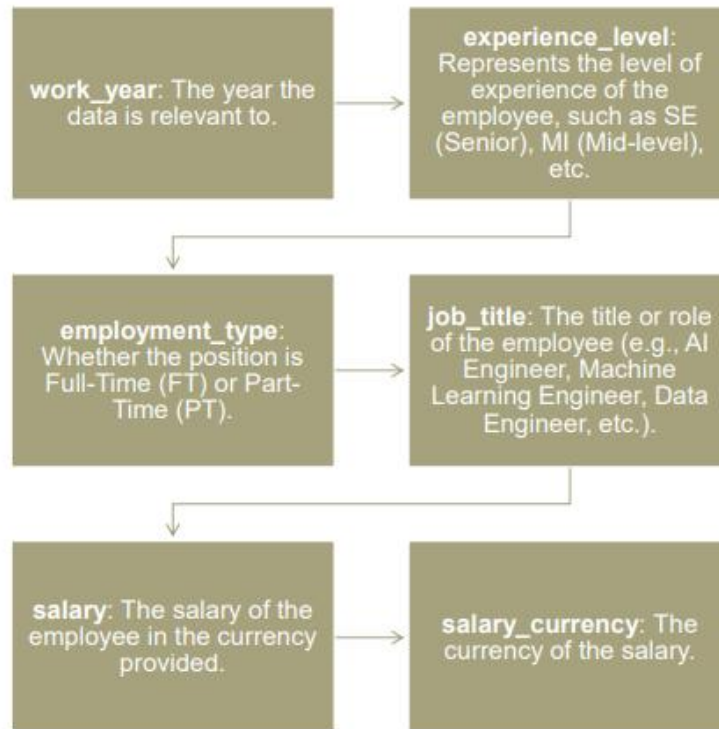 work_year: The year the
data is relevant to.
experience_level:
Represents the level of
experience of the
employee, such as SE
(Senior), MI (Mid-level),
etc.
employment_type:
Whether the position is
Full-Time (FT) or Part-
Time (PT).
job_title: The title or role
of the employee (e.g., AI
Engineer, Machine
Learning Engineer, Data
Engineer, etc.).
salary: The salary of the
employee in the currency
provided.
salary_currency: The
currency of the salary.